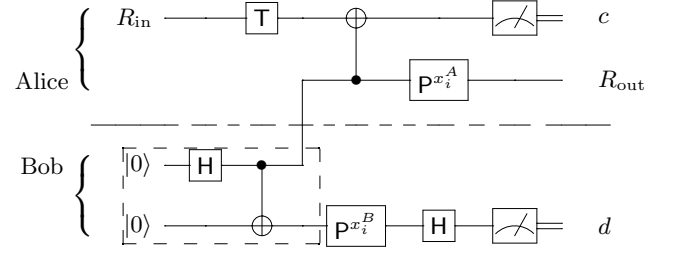 R_in T c
Alice P^{x_i^A} R_out
Bob |0⟩ H
|0⟩ P^{x_i^B} H d